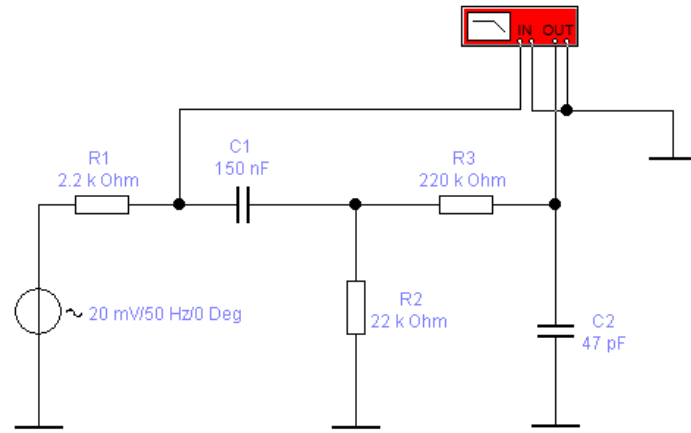 IN OUT
C1
150 nF
R1
2.2 k Ohm
R3
220 k Ohm
20 mV/50 Hz/0 Deg
R2
22 k Ohm
C2
47 pF